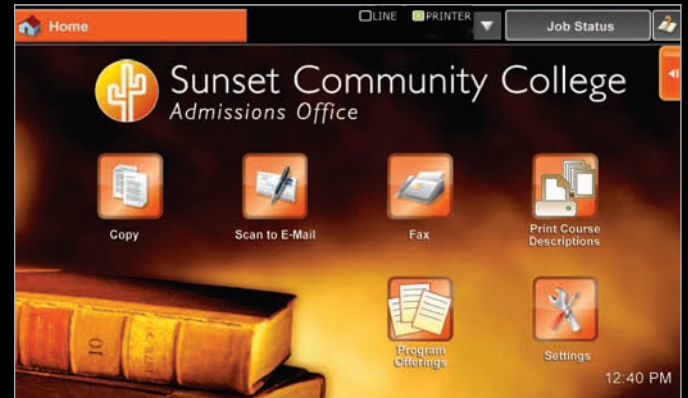 Home
LINE PRINTER
Job Status
Sunset Community College
Admissions Office
Copy
Scan to E-Mail
Fax
Print Course
Descriptions
Program
Offerings
Settings
10
12:40 PM